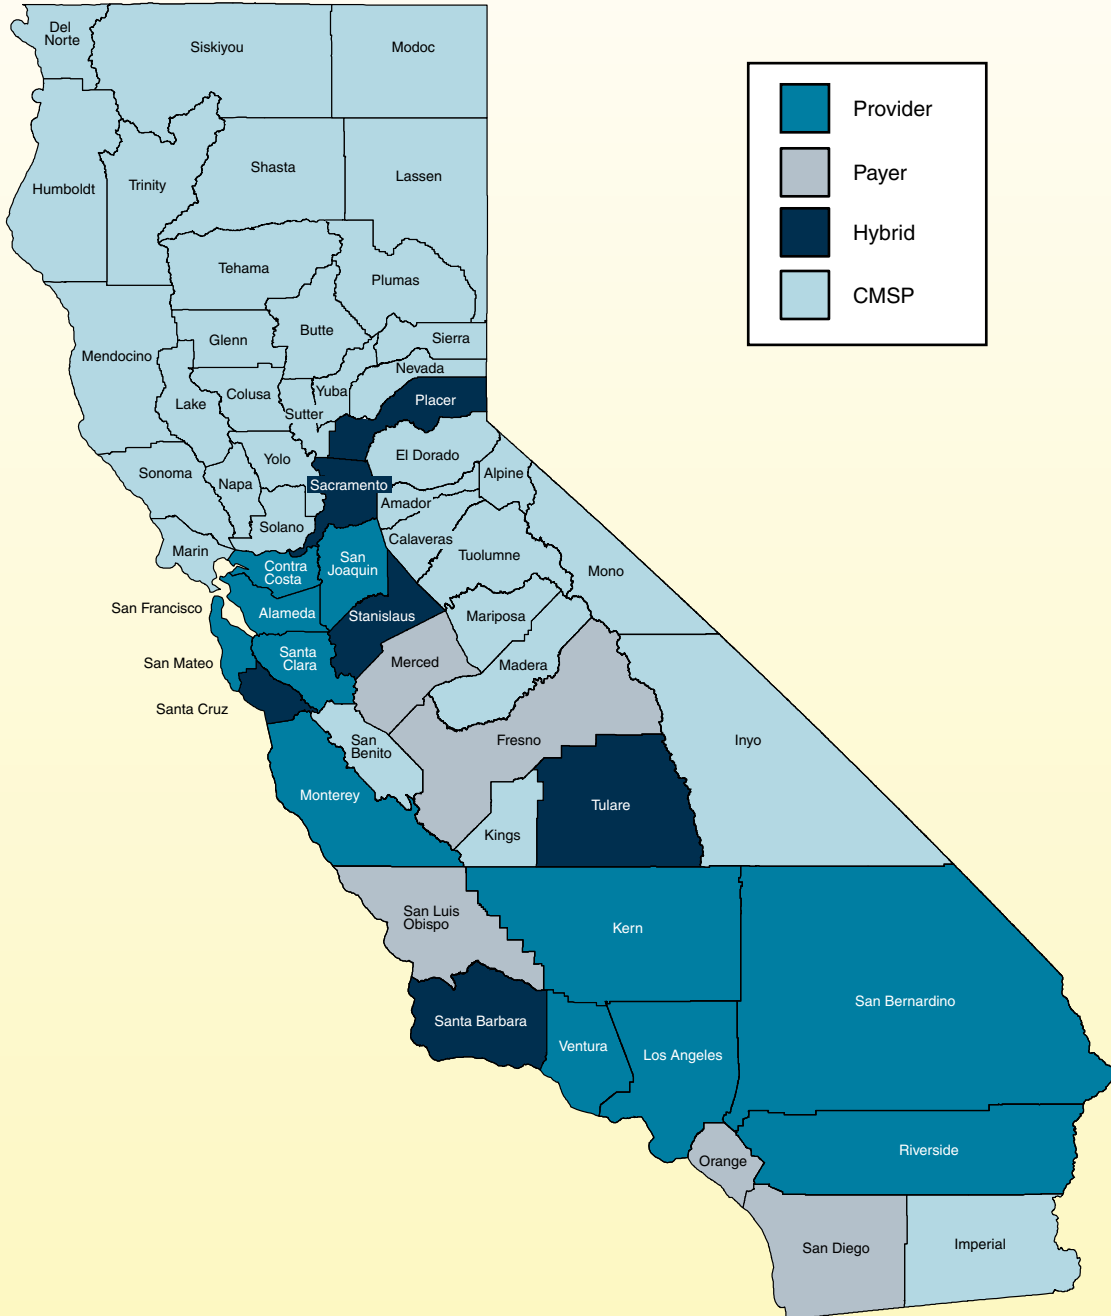 Del
Norte
Siskiyou
Modoc
Provider
Payer
Hybrid
CMSP
Humboldt
Trinity
Shasta
Lassen
Tehama
Plumas
Butte
Glenn
Sierra
Mendocino
Nevada
Lake
Colusa
Yuba
Sutter
Placer
Sonoma
Napa
Yolo
El Dorado
Alpine
Sacramento
Amador
Solano
Marin
Calaveras
Tuolumne
Mono
Contra
Costa
San
Joaquin
San Francisco
Alameda
Stanislaus
Mariposa
San Mateo
Santa
Clara
Merced
Madera
Santa Cruz
San
Benito
Fresno
Inyo
Monterey
Kings
Tulare
San Luis
Obispo
Kern
San Bernardino
Santa Barbara
Ventura
Los Angeles
Riverside
Orange
San Diego
Imperial